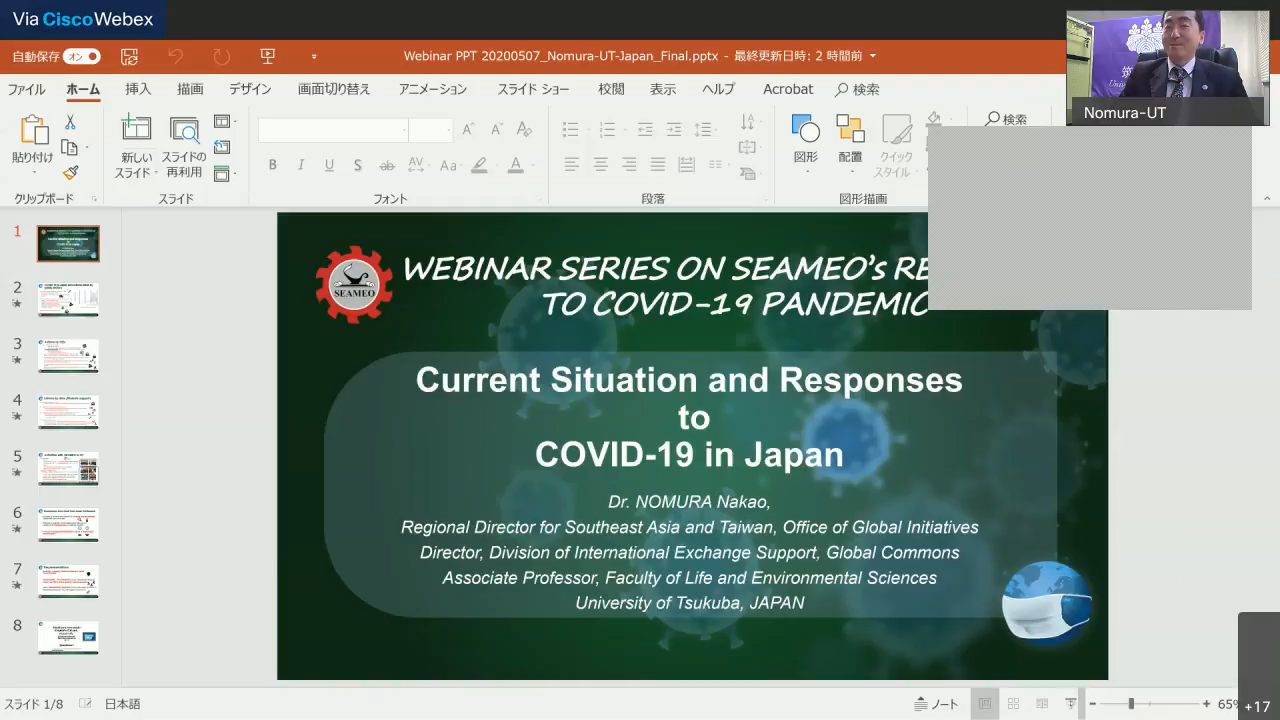 Via CiscoWebex
自動保存 オン
Webinar PPT 20200507_Nomura-UT-Japan_Final.pptx - 最終更新日時: 2 時間前
ファイル ホーム 挿入 描画 デザイン 画面切り替え アニメーション スライド ショー 校閲 表示 ヘルプ Acrobat 検索
Nomura-UT
貼り付け
新しい
スライド
スライドの
再利用
B I U S ab AV Aa A
図形
配置
クイック
スタイル
検索
クリップボード スライド フォント 段落 図形描画
1
2
3
4
5
6
7
8
SEAMEO
WEBINAR SERIES ON SEAMEO's RE
TO COVID-19 PANDEMIC
Current Situation and Responses
to
COVID-19 in Japan
Dr. NOMURA Nakao
Regional Director for Southeast Asia and Taiwan, Office of Global Initiatives
Director, Division of International Exchange Support, Global Commons
Associate Professor, Faculty of Life and Environmental Sciences
University of Tsukuba, JAPAN
スライド 1/8 日本語 ノート 65%
+17